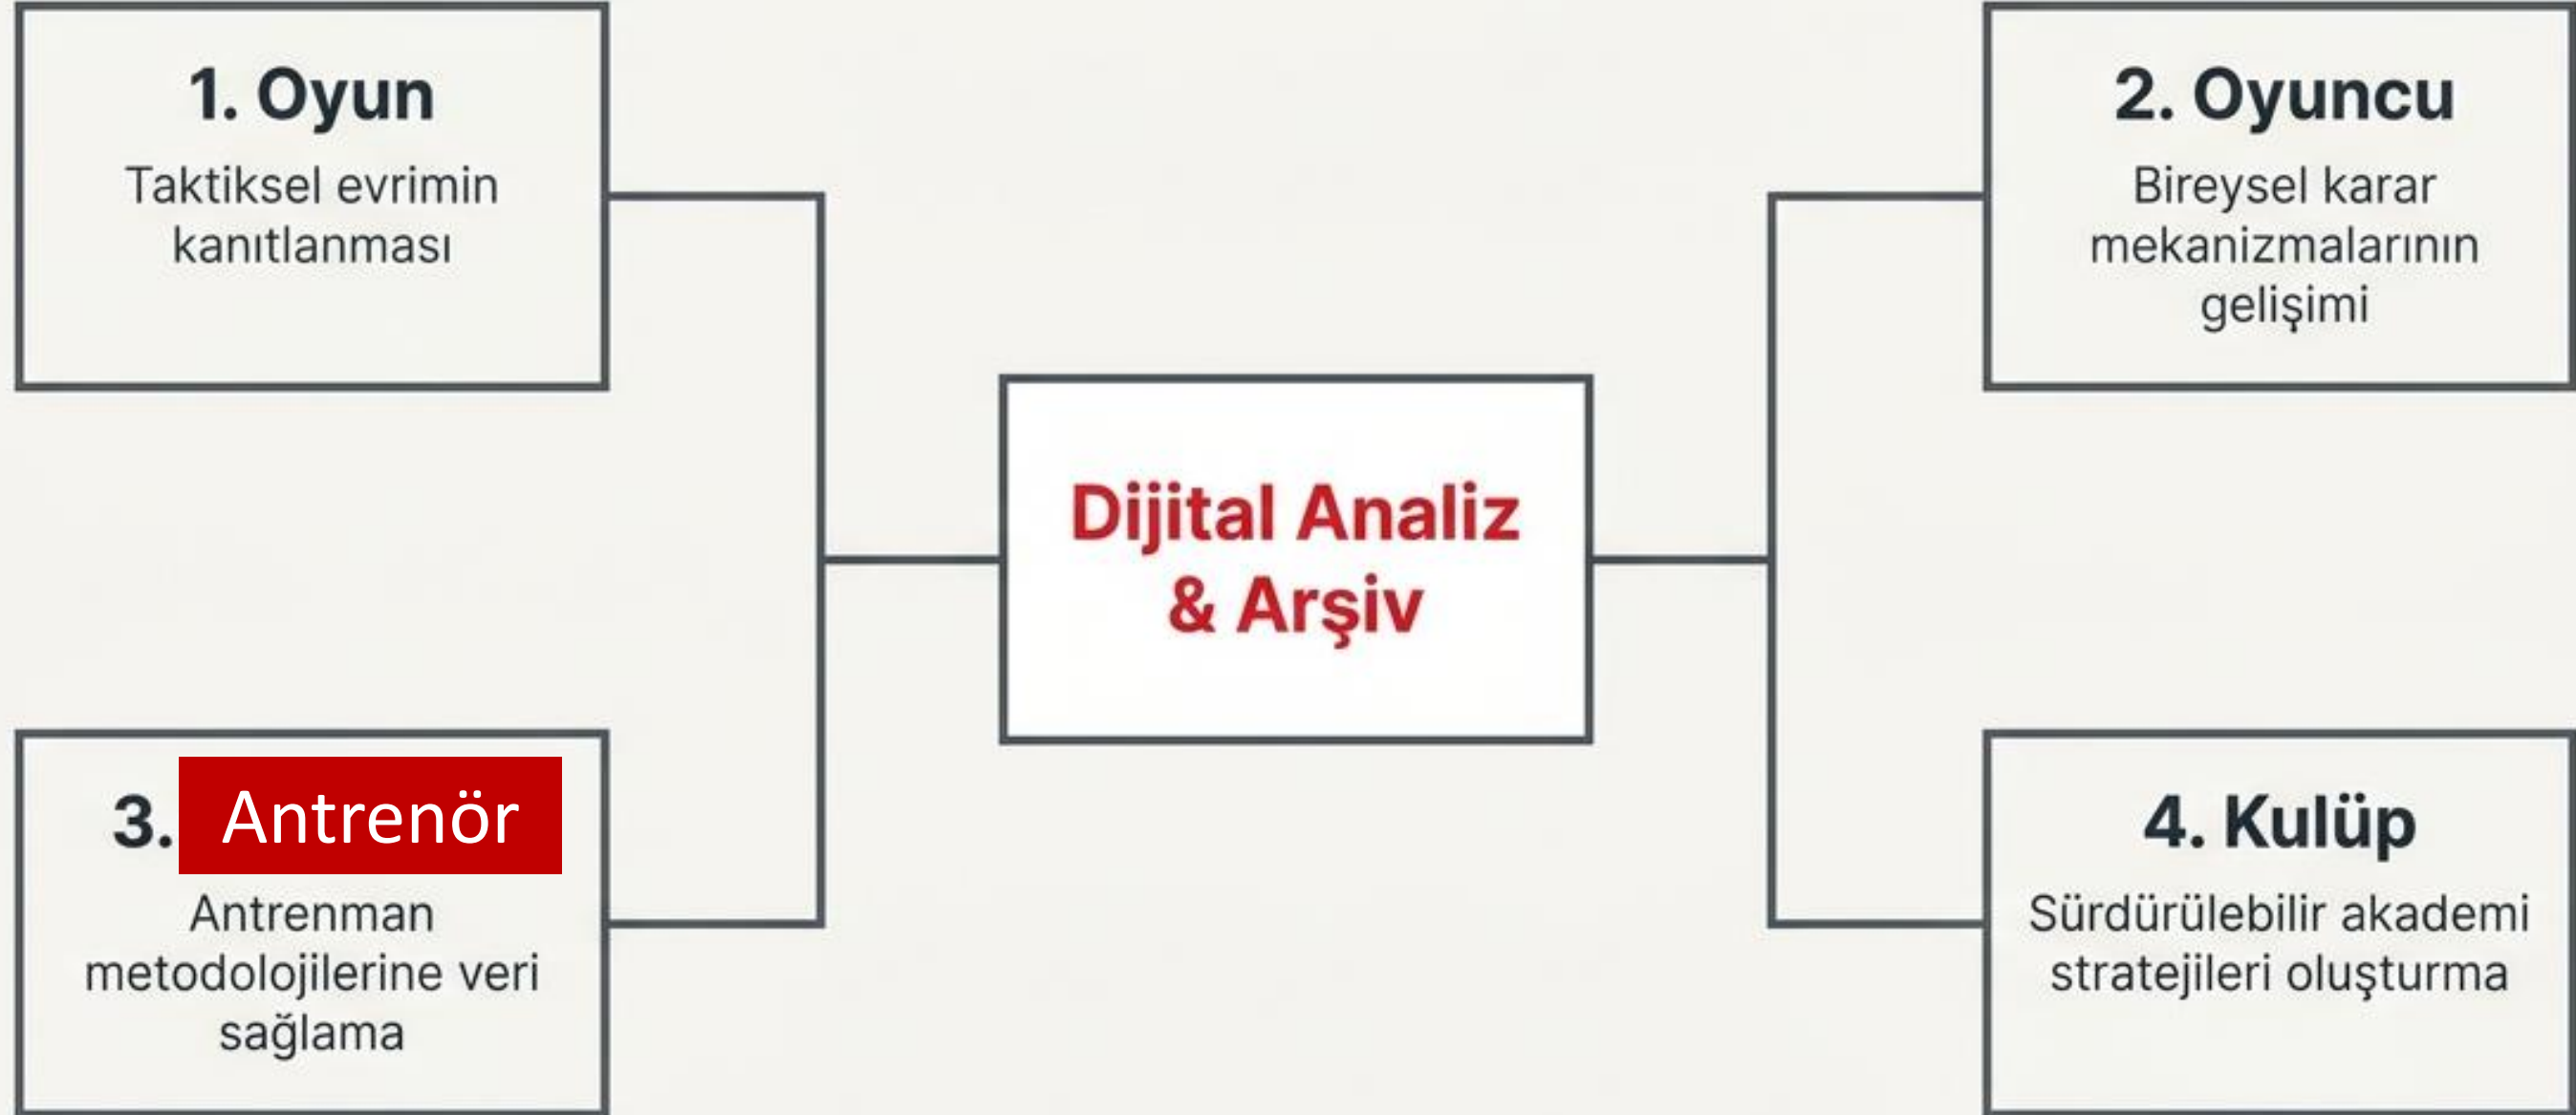 1. Oyun
Taktiksel evrimin
kanıtlanması
2. Oyuncu
Bireysel karar
mekanizmalarının
gelişimi
Dijital Analiz
& Arşiv
3. Antrenör
Antrenman
metodolojilerine veri
sağlama
4. Kulüp
Sürdürülebilir akademi
stratejileri oluşturma